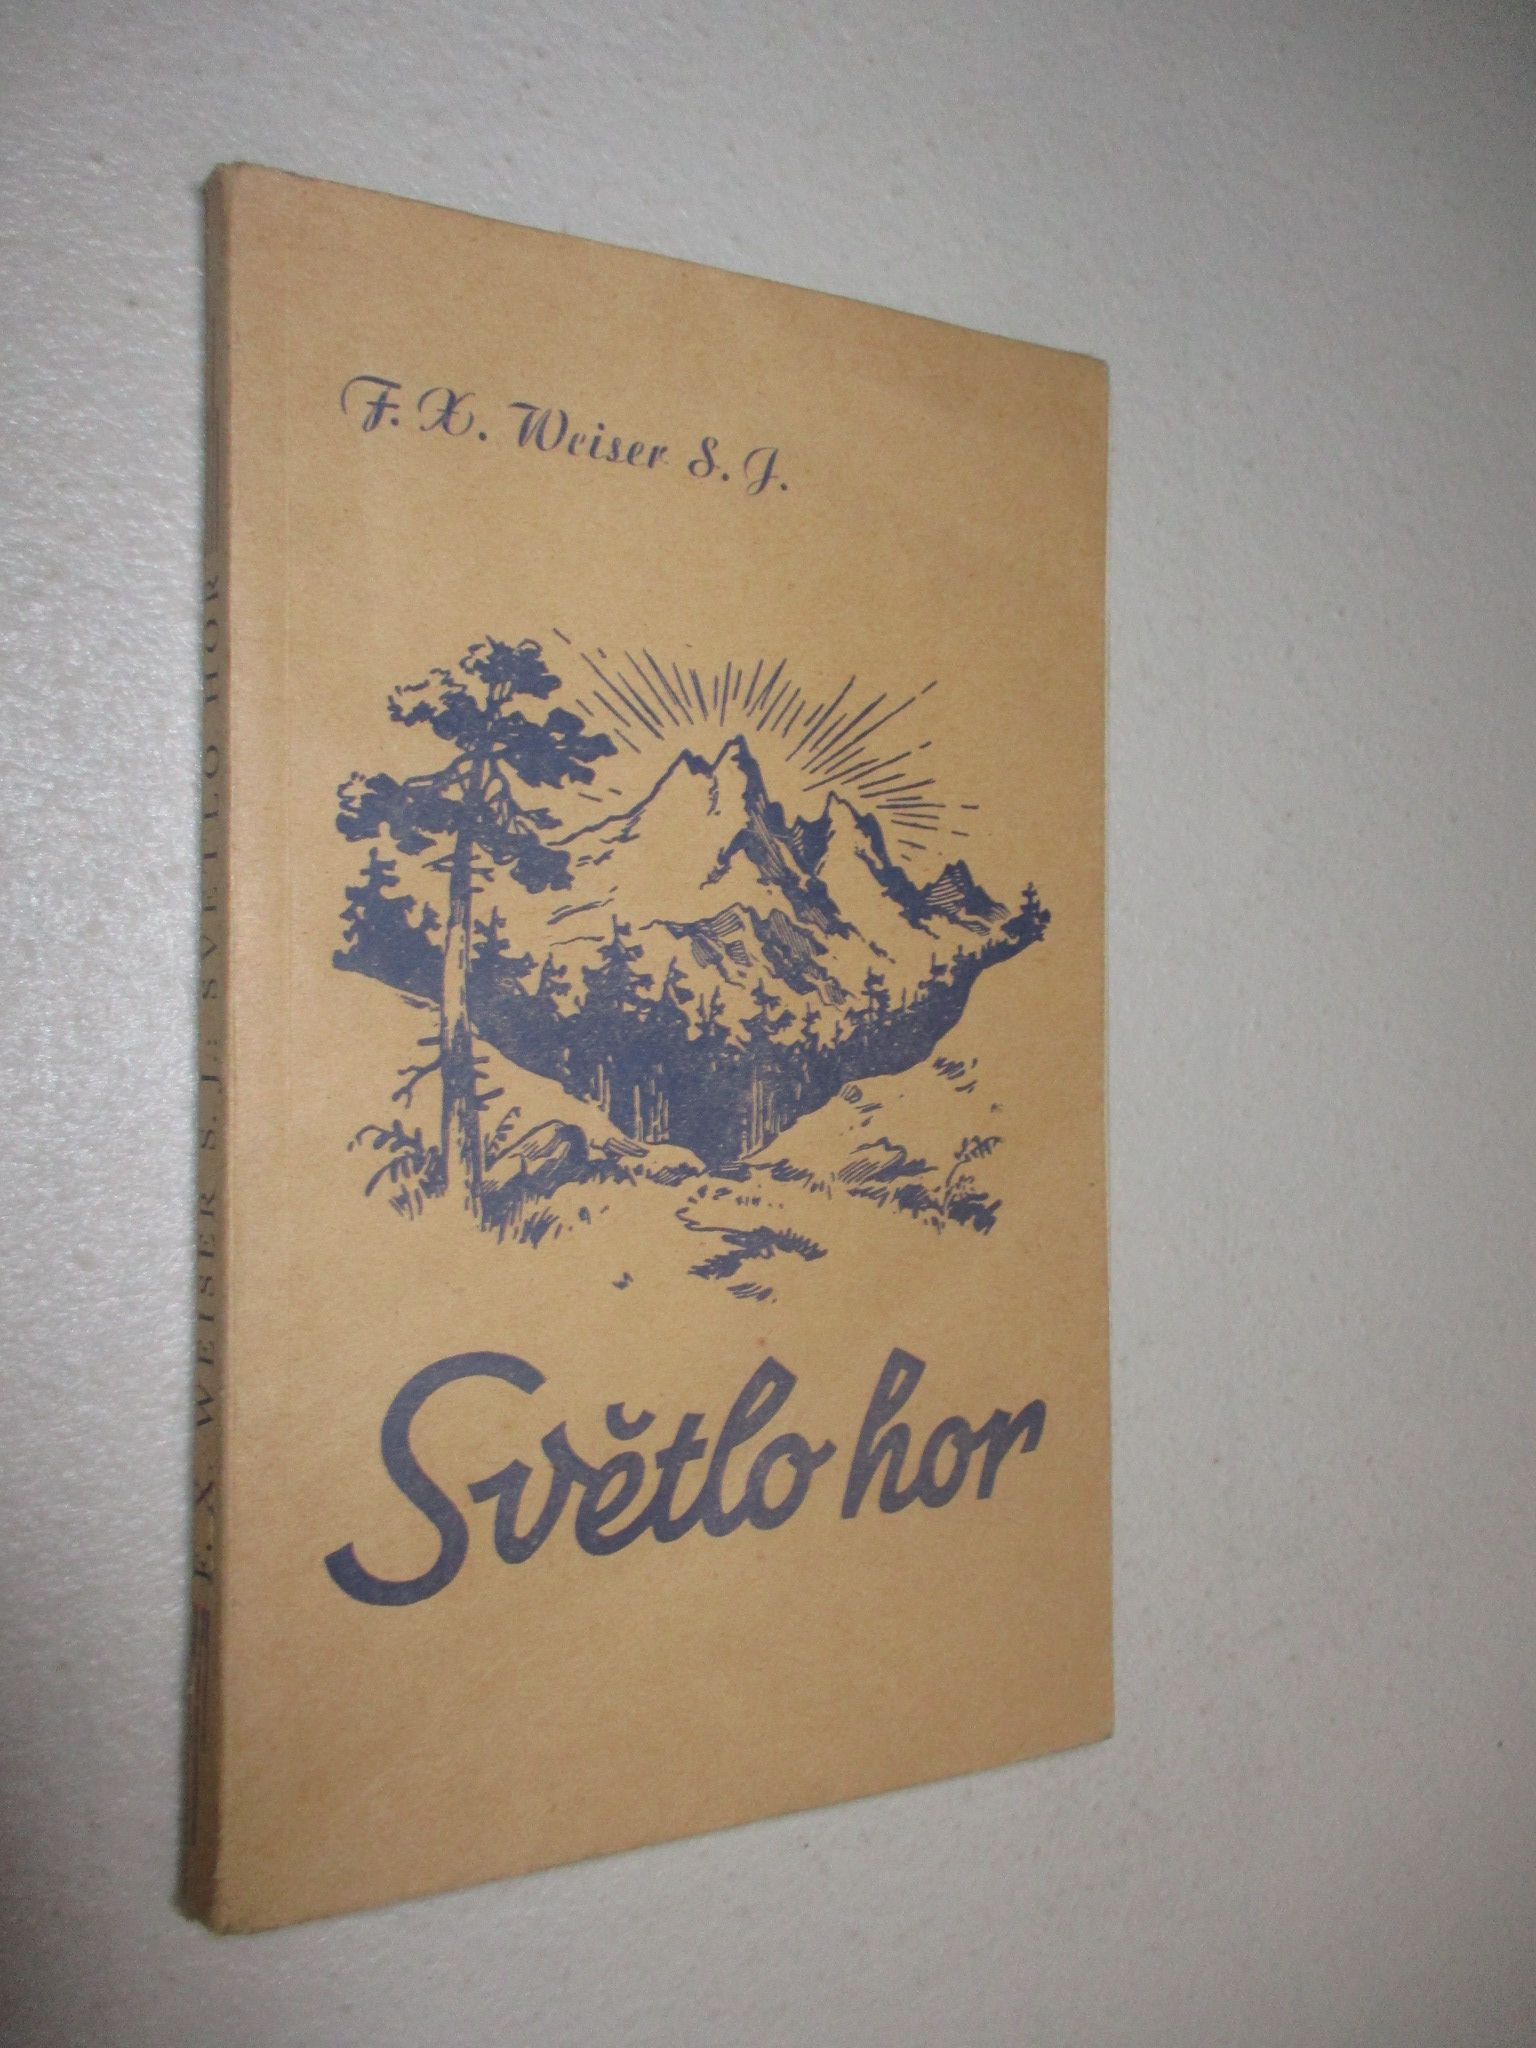 F. X. Weiser S. J.
Světlo hor
F. X. WEISER S. J.: SVĚTLO HOR